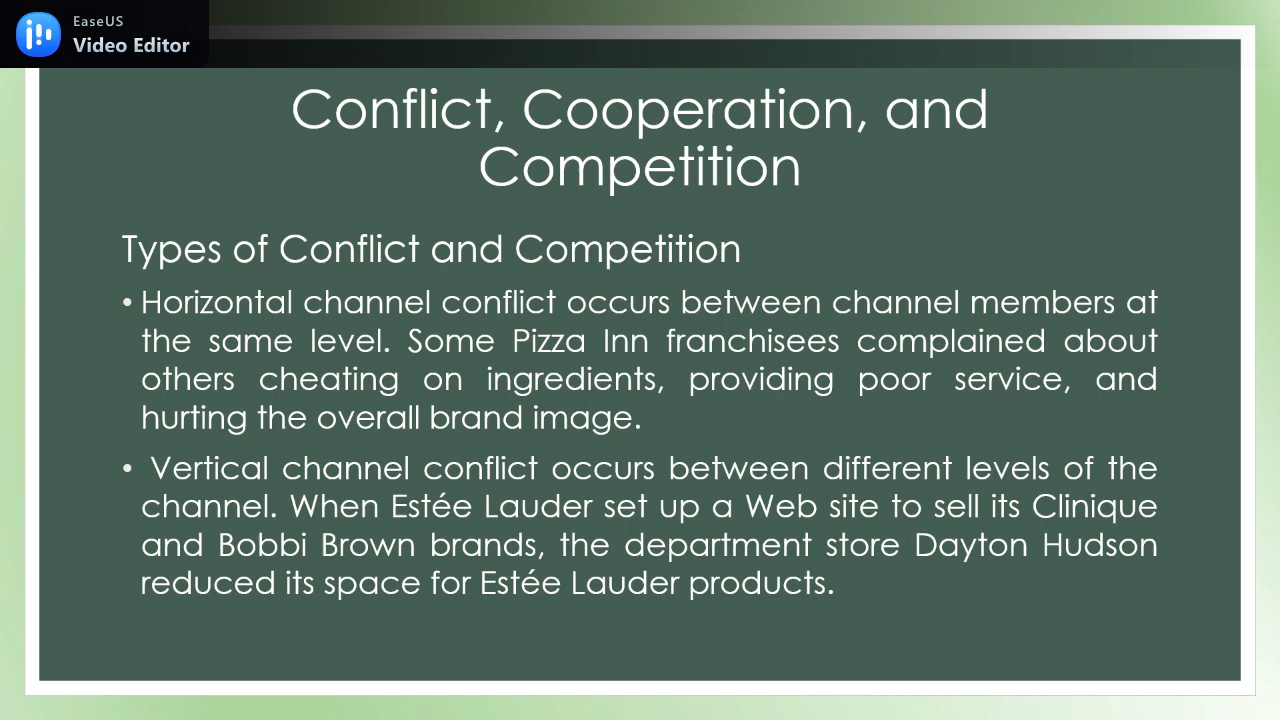 EaseUS
Video Editor
Conflict, Cooperation, and
Competition
Types of Conflict and Competition
• Horizontal channel conflict occurs between channel members at
the same level. Some Pizza Inn franchisees complained about
others cheating on ingredients, providing poor service, and
hurting the overall brand image.
• Vertical channel conflict occurs between different levels of the
channel. When Estée Lauder set up a Web site to sell its Clinique
and Bobbi Brown brands, the department store Dayton Hudson
reduced its space for Estée Lauder products.